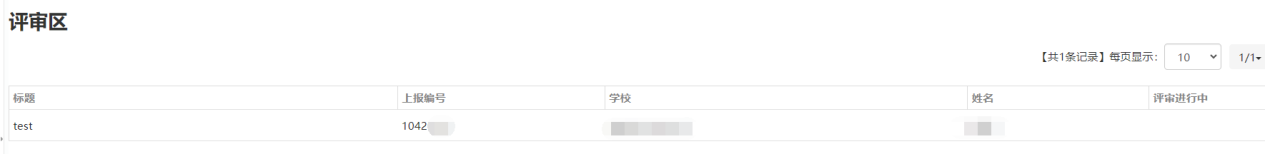 评审区
【共1条记录】每页显示： 10 1/1
标题 上报编号 学校 姓名 评审进行中
test 1042